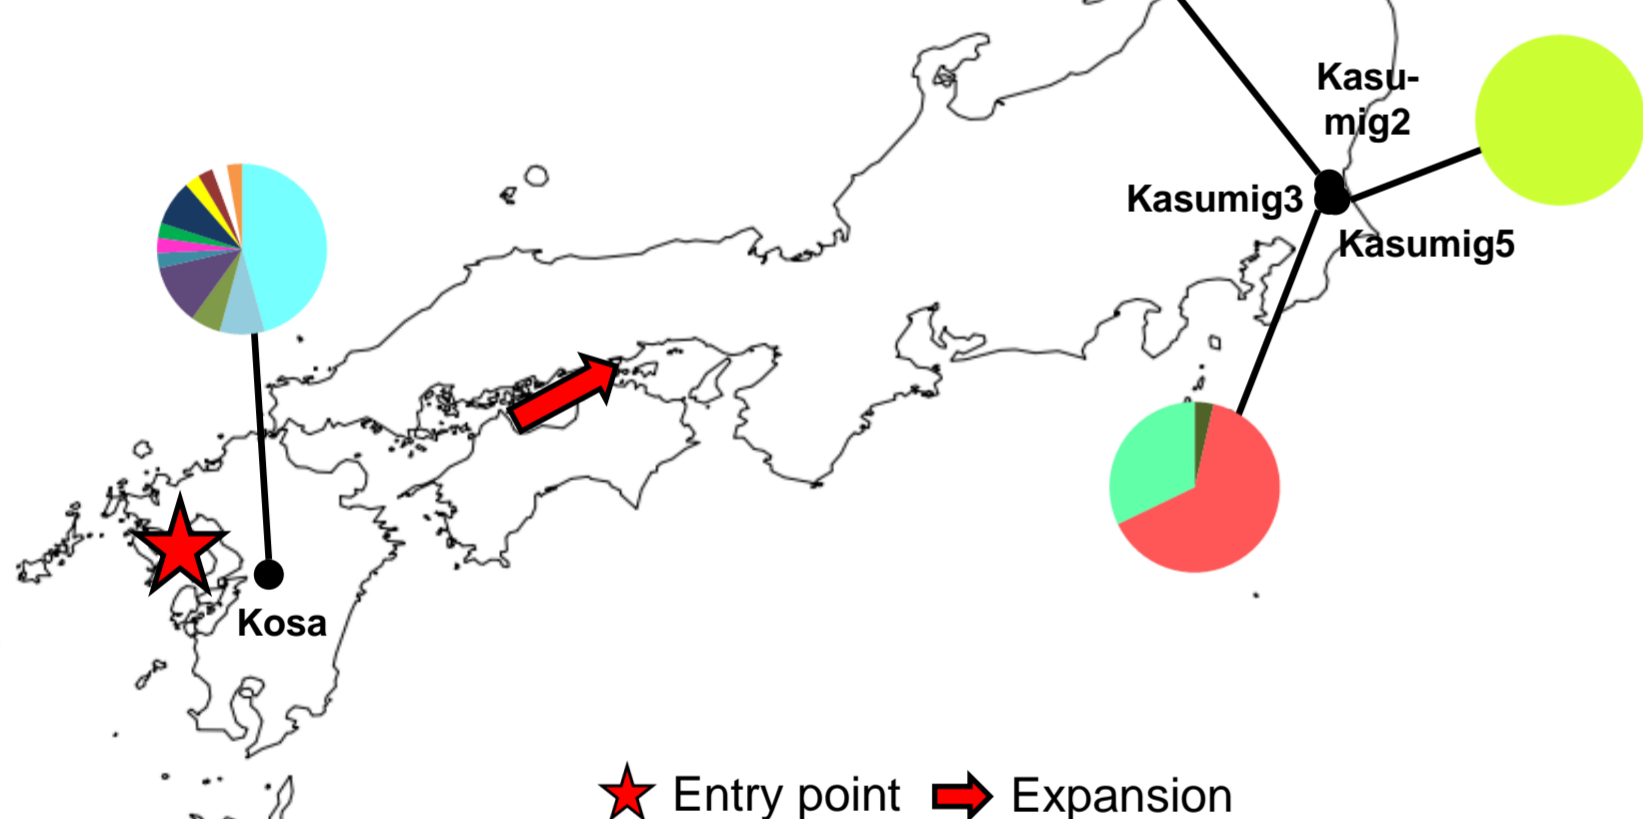 Kasu-
mig2
Kasumig3
Kasumig5
Kosa
Entry point
Expansion